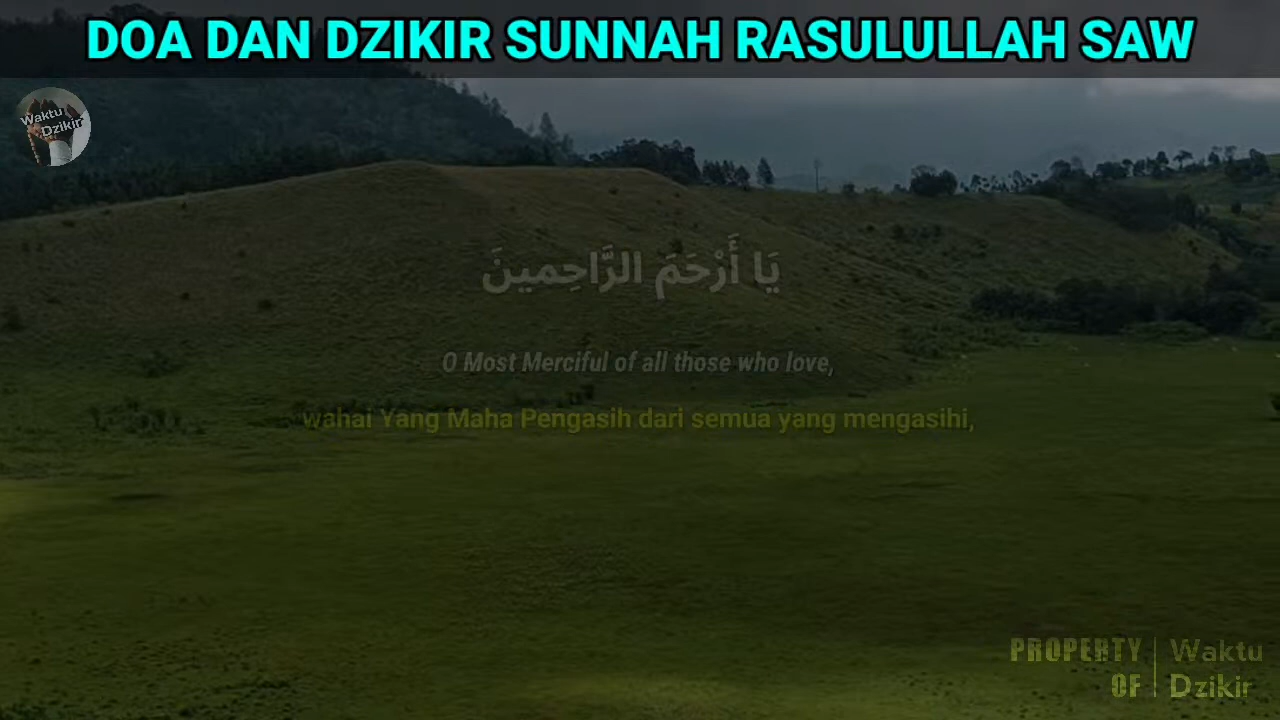 DOA DAN DZIKIR SUNNAH RASULULLAH SAW
Waktu
Dzikir
يَا أَرْحَمَ الرَّاحِمينَ
O Most Merciful of all those who love,
wahai Yang Maha Pengasih dari semua yang mengasihi,
PROPERTY OF
Waktu Dzikir